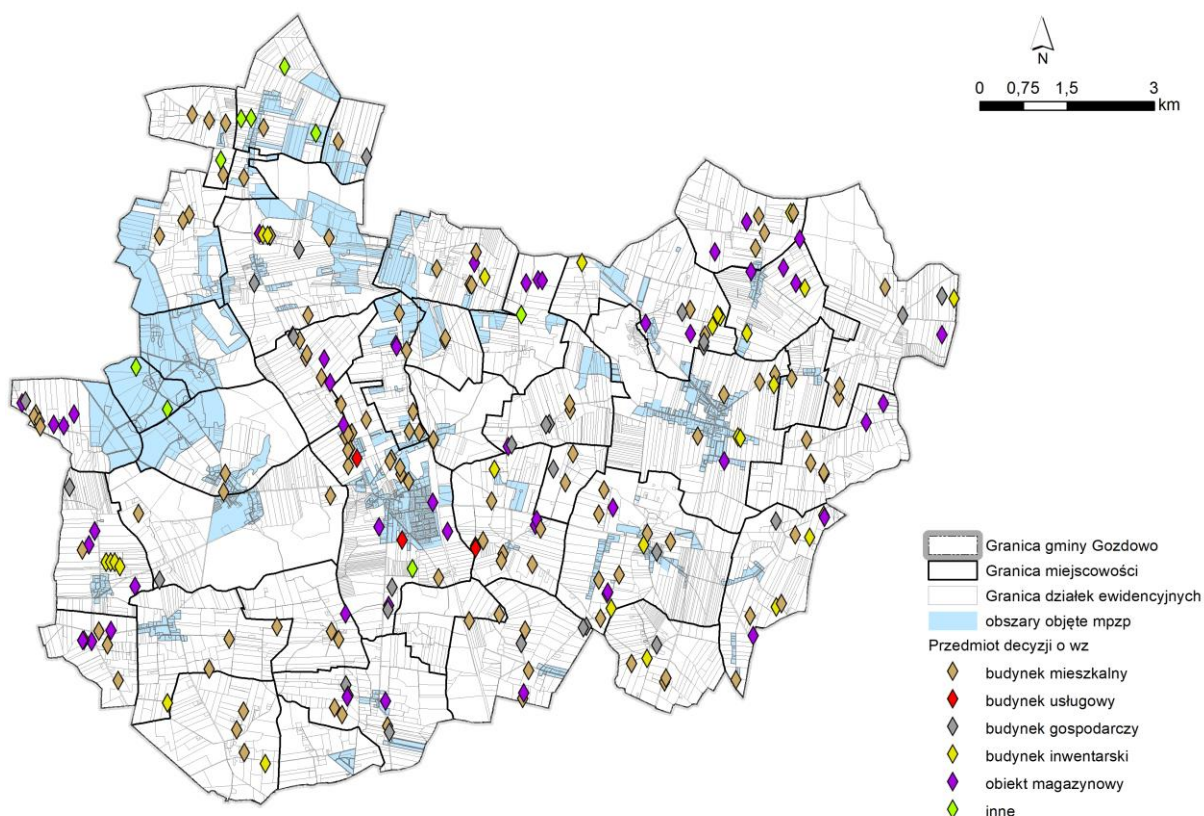 N
0 0,75 1,5 3
km
Granica gminy Gozdowo
Granica miejscowości
Granica działek ewidencyjnych
obszary objęte mpzp
Przedmiot decyzji o wz
budynek mieszkalny
budynek usługowy
budynek gospodarczy
budynek inwentarski
obiekt magazynowy
inne